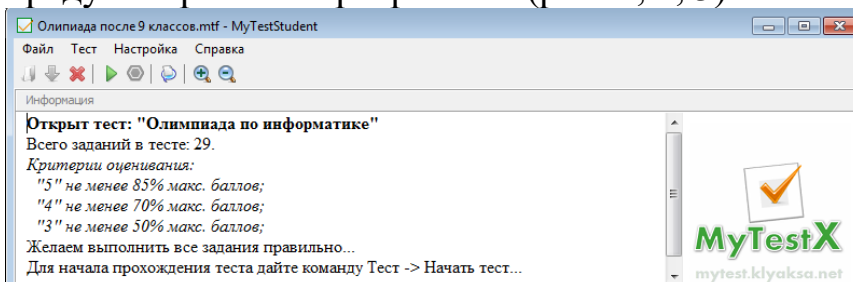 Олипиада после 9 классов.mtf - MyTestStudent
Файл Тест Настройка Справка
Информация
Открыт тест: "Олимпиада по информатике"
Всего заданий в тесте: 29.
Критерии оценивания:
"5" не менее 85% макс. баллов;
"4" не менее 70% макс. баллов;
"3" не менее 50% макс. баллов;
Желаем выполнить все задания правильно...
Для начала прохождения теста дайте команду Тест -> Начать тест...
MyTestX
mytest.klyaksa.net